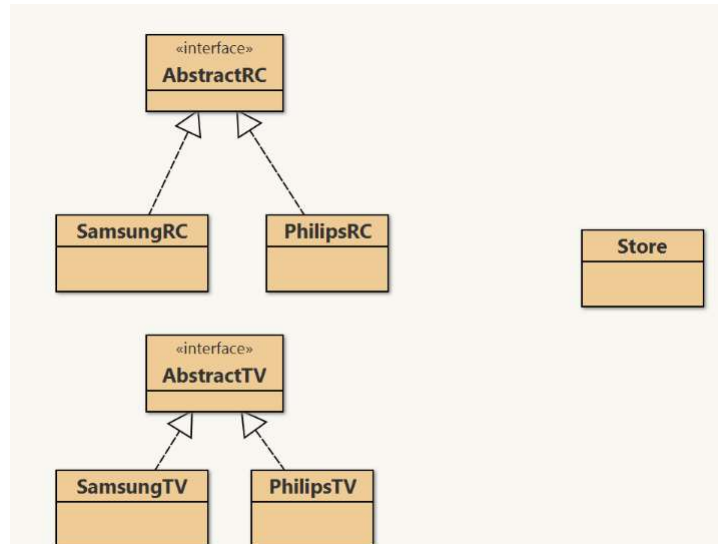 «interface»
AbstractRC
SamsungRC
PhilipsRC
Store
«interface»
AbstractTV
SamsungTV
PhilipsTV